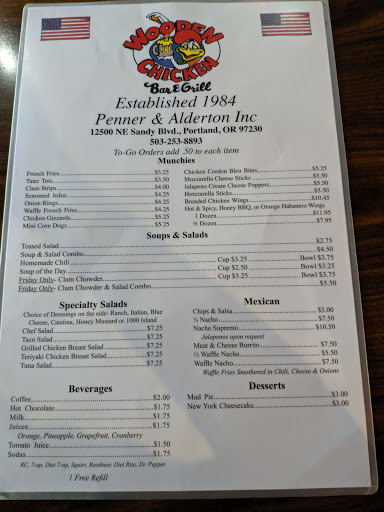 WOODEN
CHICKEN
Bar & Grill
Established 1984
Penner & Alderton Inc
12500 NE Sandy Blvd., Portland, OR 97230
503-253-8893
To-Go Orders add .50 to each item
Munchies
French Fries $3.25
Tater Tots $3.50
Clam Strips $4.00
Seasoned JoJos $3.25
Onion Rings $4.25
Waffle French Fries $4.25
Chicken Gizzards $5.25
Mini Corn Dogs $5.25
Chicken Cordon Bleu Bites $5.25
Mozzarella Cheese Sticks $5.50
Jalapeno Cream Cheese Poppers $5.50
Hotzzarella Sticks $5.50
Breaded Chicken Wings $10.45
Hot & Spicy, Honey BBQ, or Orange Habanero Wings
1 Dozen $11.95
½ Dozen $7.95
Soups & Salads
Tossed Salad $2.75
Soup & Salad Combo $4.50
Homemade Chili Cup $3.25 Bowl $3.75
Soup of the Day Cup $2.50 Bowl $3.25
Friday Only- Clam Chowder Cup $3.25 Bowl $3.75
Friday Only- Clam Chowder & Salad Combo $5.50
Specialty Salads
Choice of Dressings on the side- Ranch, Italian, Blue
Cheese, Catalina, Honey Mustard or 1000 Island
Chef Salad $7.25
Taco Salad $7.25
Grilled Chicken Breast Salad $7.25
Teriyaki Chicken Breast Salad $7.25
Tuna Salad $7.25
Mexican
Chips & Salsa $3.00
½ Nacho $7.50
Nacho Supremo $10.50
Jalapenos upon request
Meat & Cheese Burrito $7.50
½ Waffle Nacho $5.50
Waffle Nacho $7.50
Waffle Fries Smothered in Chili, Cheese & Onions
Beverages
Coffee $2.00
Hot Chocolate $1.75
Milk $1.75
Juices $1.75
Orange, Pineapple, Grapefruit, Cranberry
Tomato Juice $1.50
Sodas $1.75
RC, 7-up, Diet 7-up, Squirt, Rootbeer, Diet Rite, Dr. Pepper
1 Free Refill
Desserts
Mud Pie $3.00
New York Cheesecake $3.00